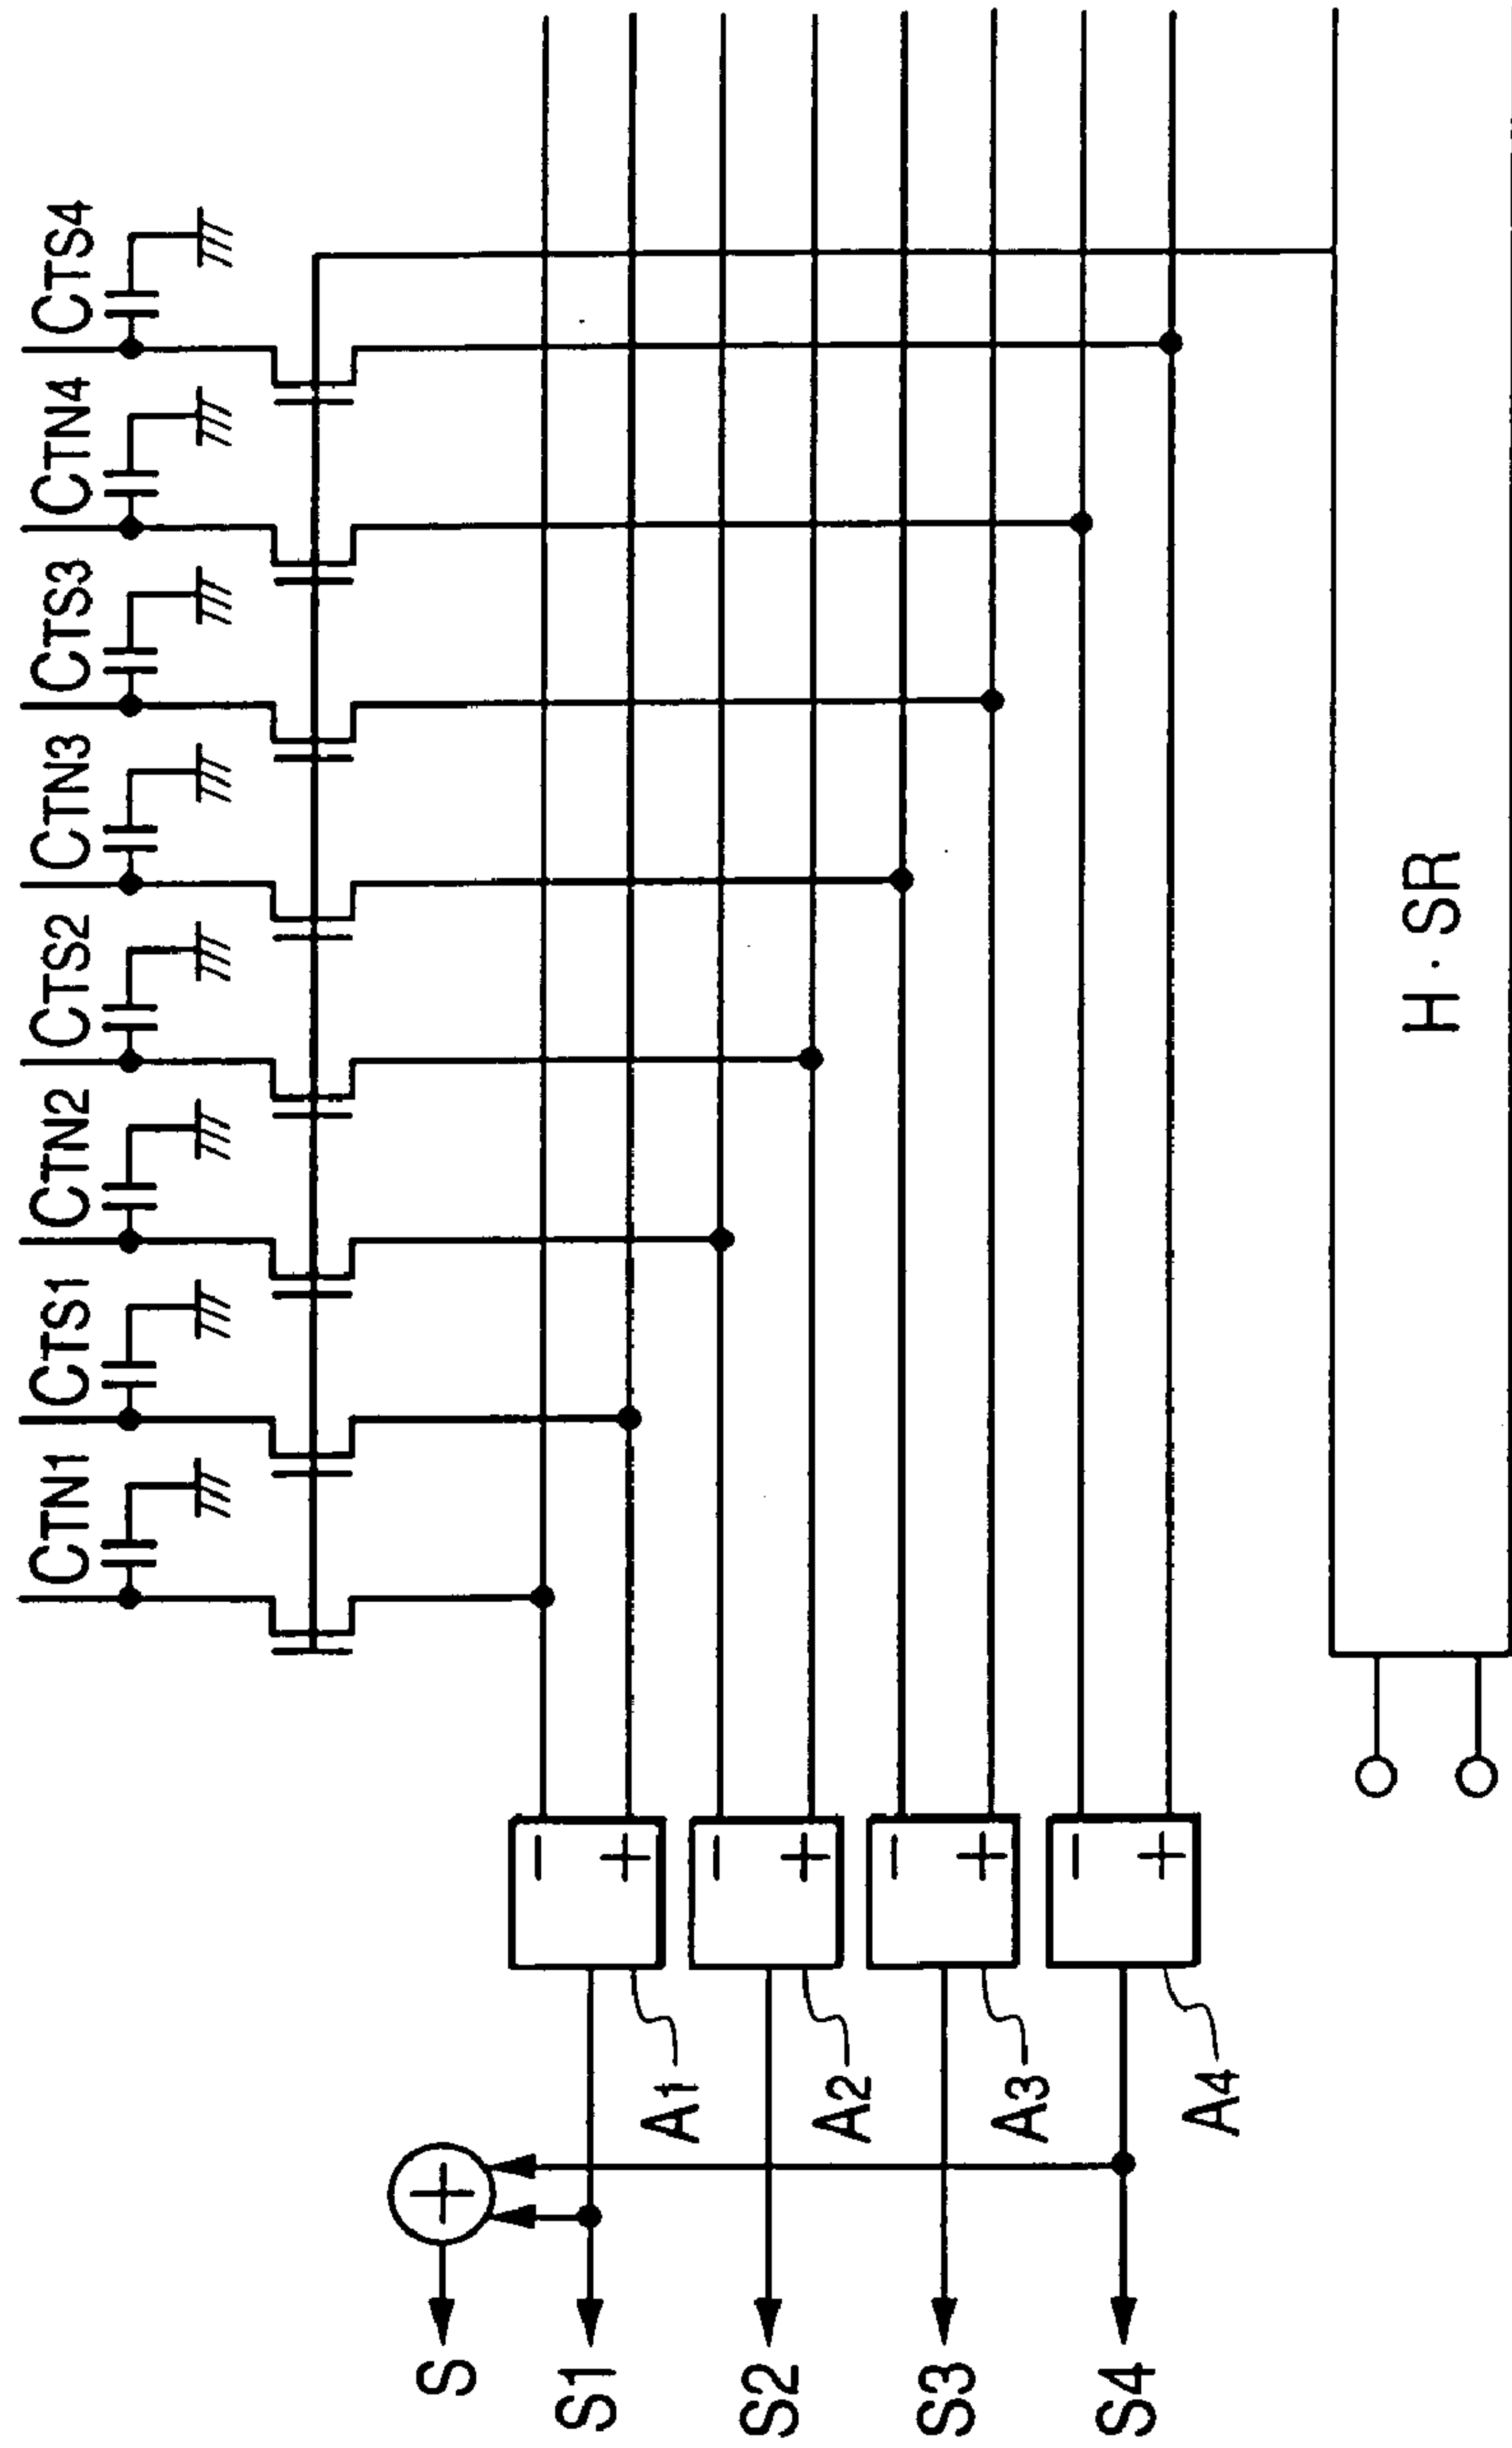 CTN1
CTS1
CTN2
CTS2
CTN3
CTS3
CTN4
CTS4
S
S1
S2
S3
S4
+
A1
A2
A3
A4
−
+
−
+
−
+
−
+
H·SR